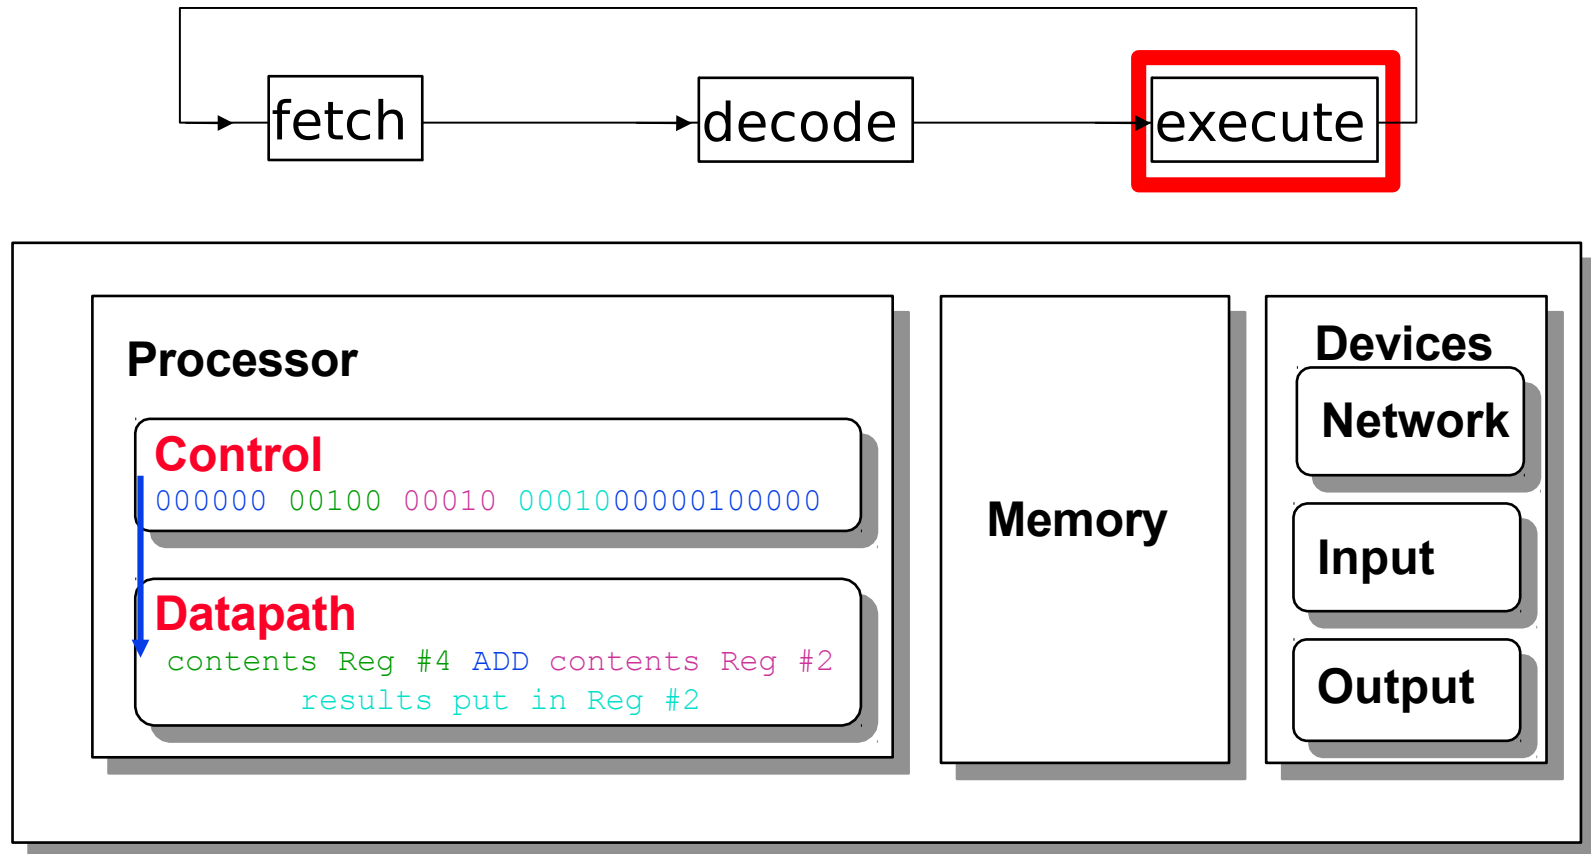 fetch
decode
execute
Processor
Control
000000 00100 00010 0001000000100000
Datapath
contents Reg #4 ADD contents Reg #2
results put in Reg #2
Memory
Devices
Network
Input
Output